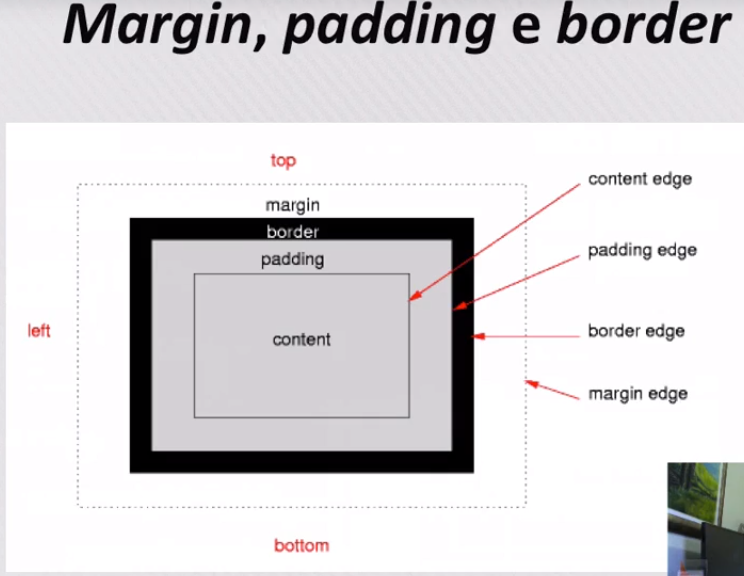 Margin, padding e border
top
content edge
margin
border
padding edge
padding
left
content
border edge
margin edge
bottom